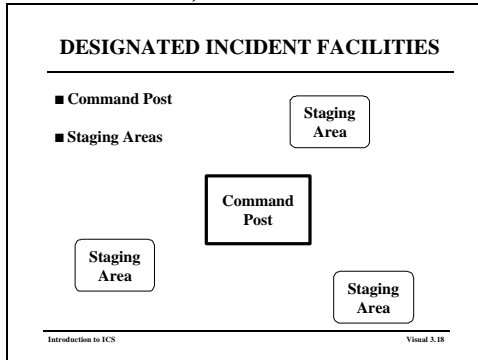 DESIGNATED INCIDENT FACILITIES
■ Command Post
■ Staging Areas
Staging
Area
Command
Post
Staging
Area
Staging
Area
Introduction to ICS
Visual 3.18